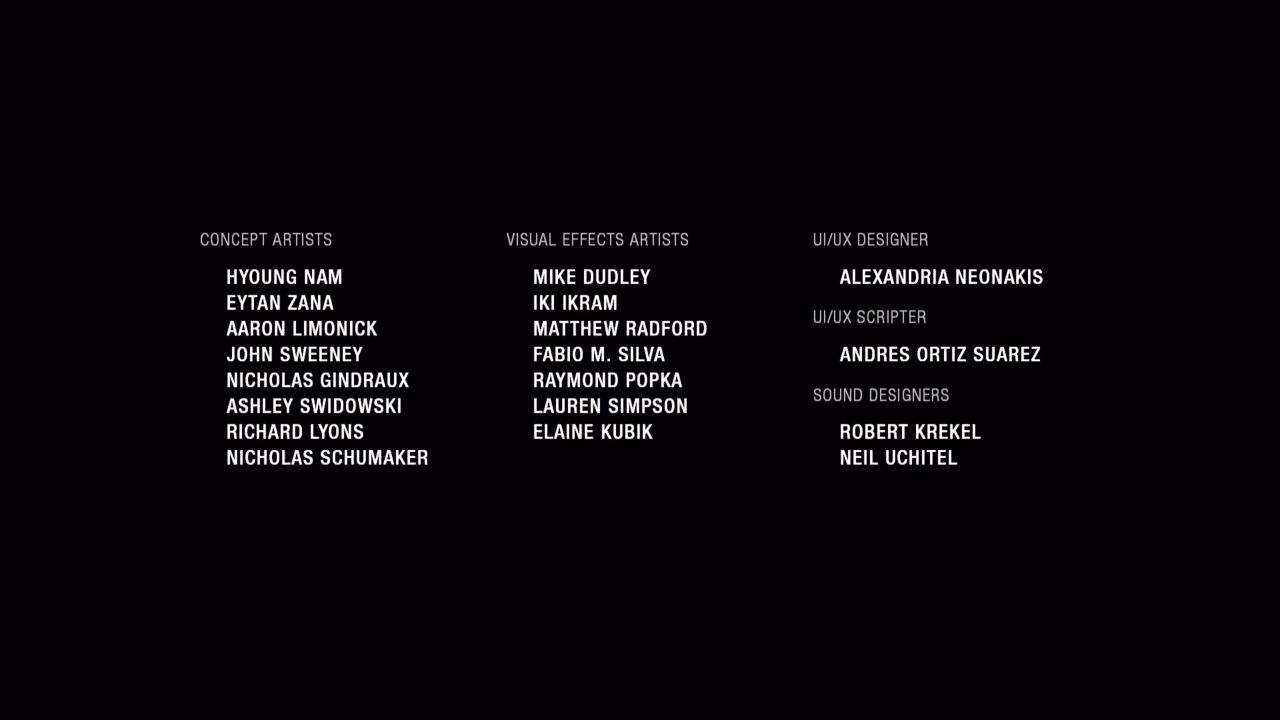 CONCEPT ARTISTS
HYOUNG NAM
EYTAN ZANA
AARON LIMONICK
JOHN SWEENEY
NICHOLAS GINDRAUX
ASHLEY SWIDOWSKI
RICHARD LYONS
NICHOLAS SCHUMAKER
VISUAL EFFECTS ARTISTS
MIKE DUDLEY
IKI IKRAM
MATTHEW RADFORD
FABIO M. SILVA
RAYMOND POPKA
LAUREN SIMPSON
ELAINE KUBIK
UI/UX DESIGNER
ALEXANDRIA NEONAKIS
UI/UX SCRIPTER
ANDRES ORTIZ SUAREZ
SOUND DESIGNERS
ROBERT KREKEL
NEIL UCHITEL